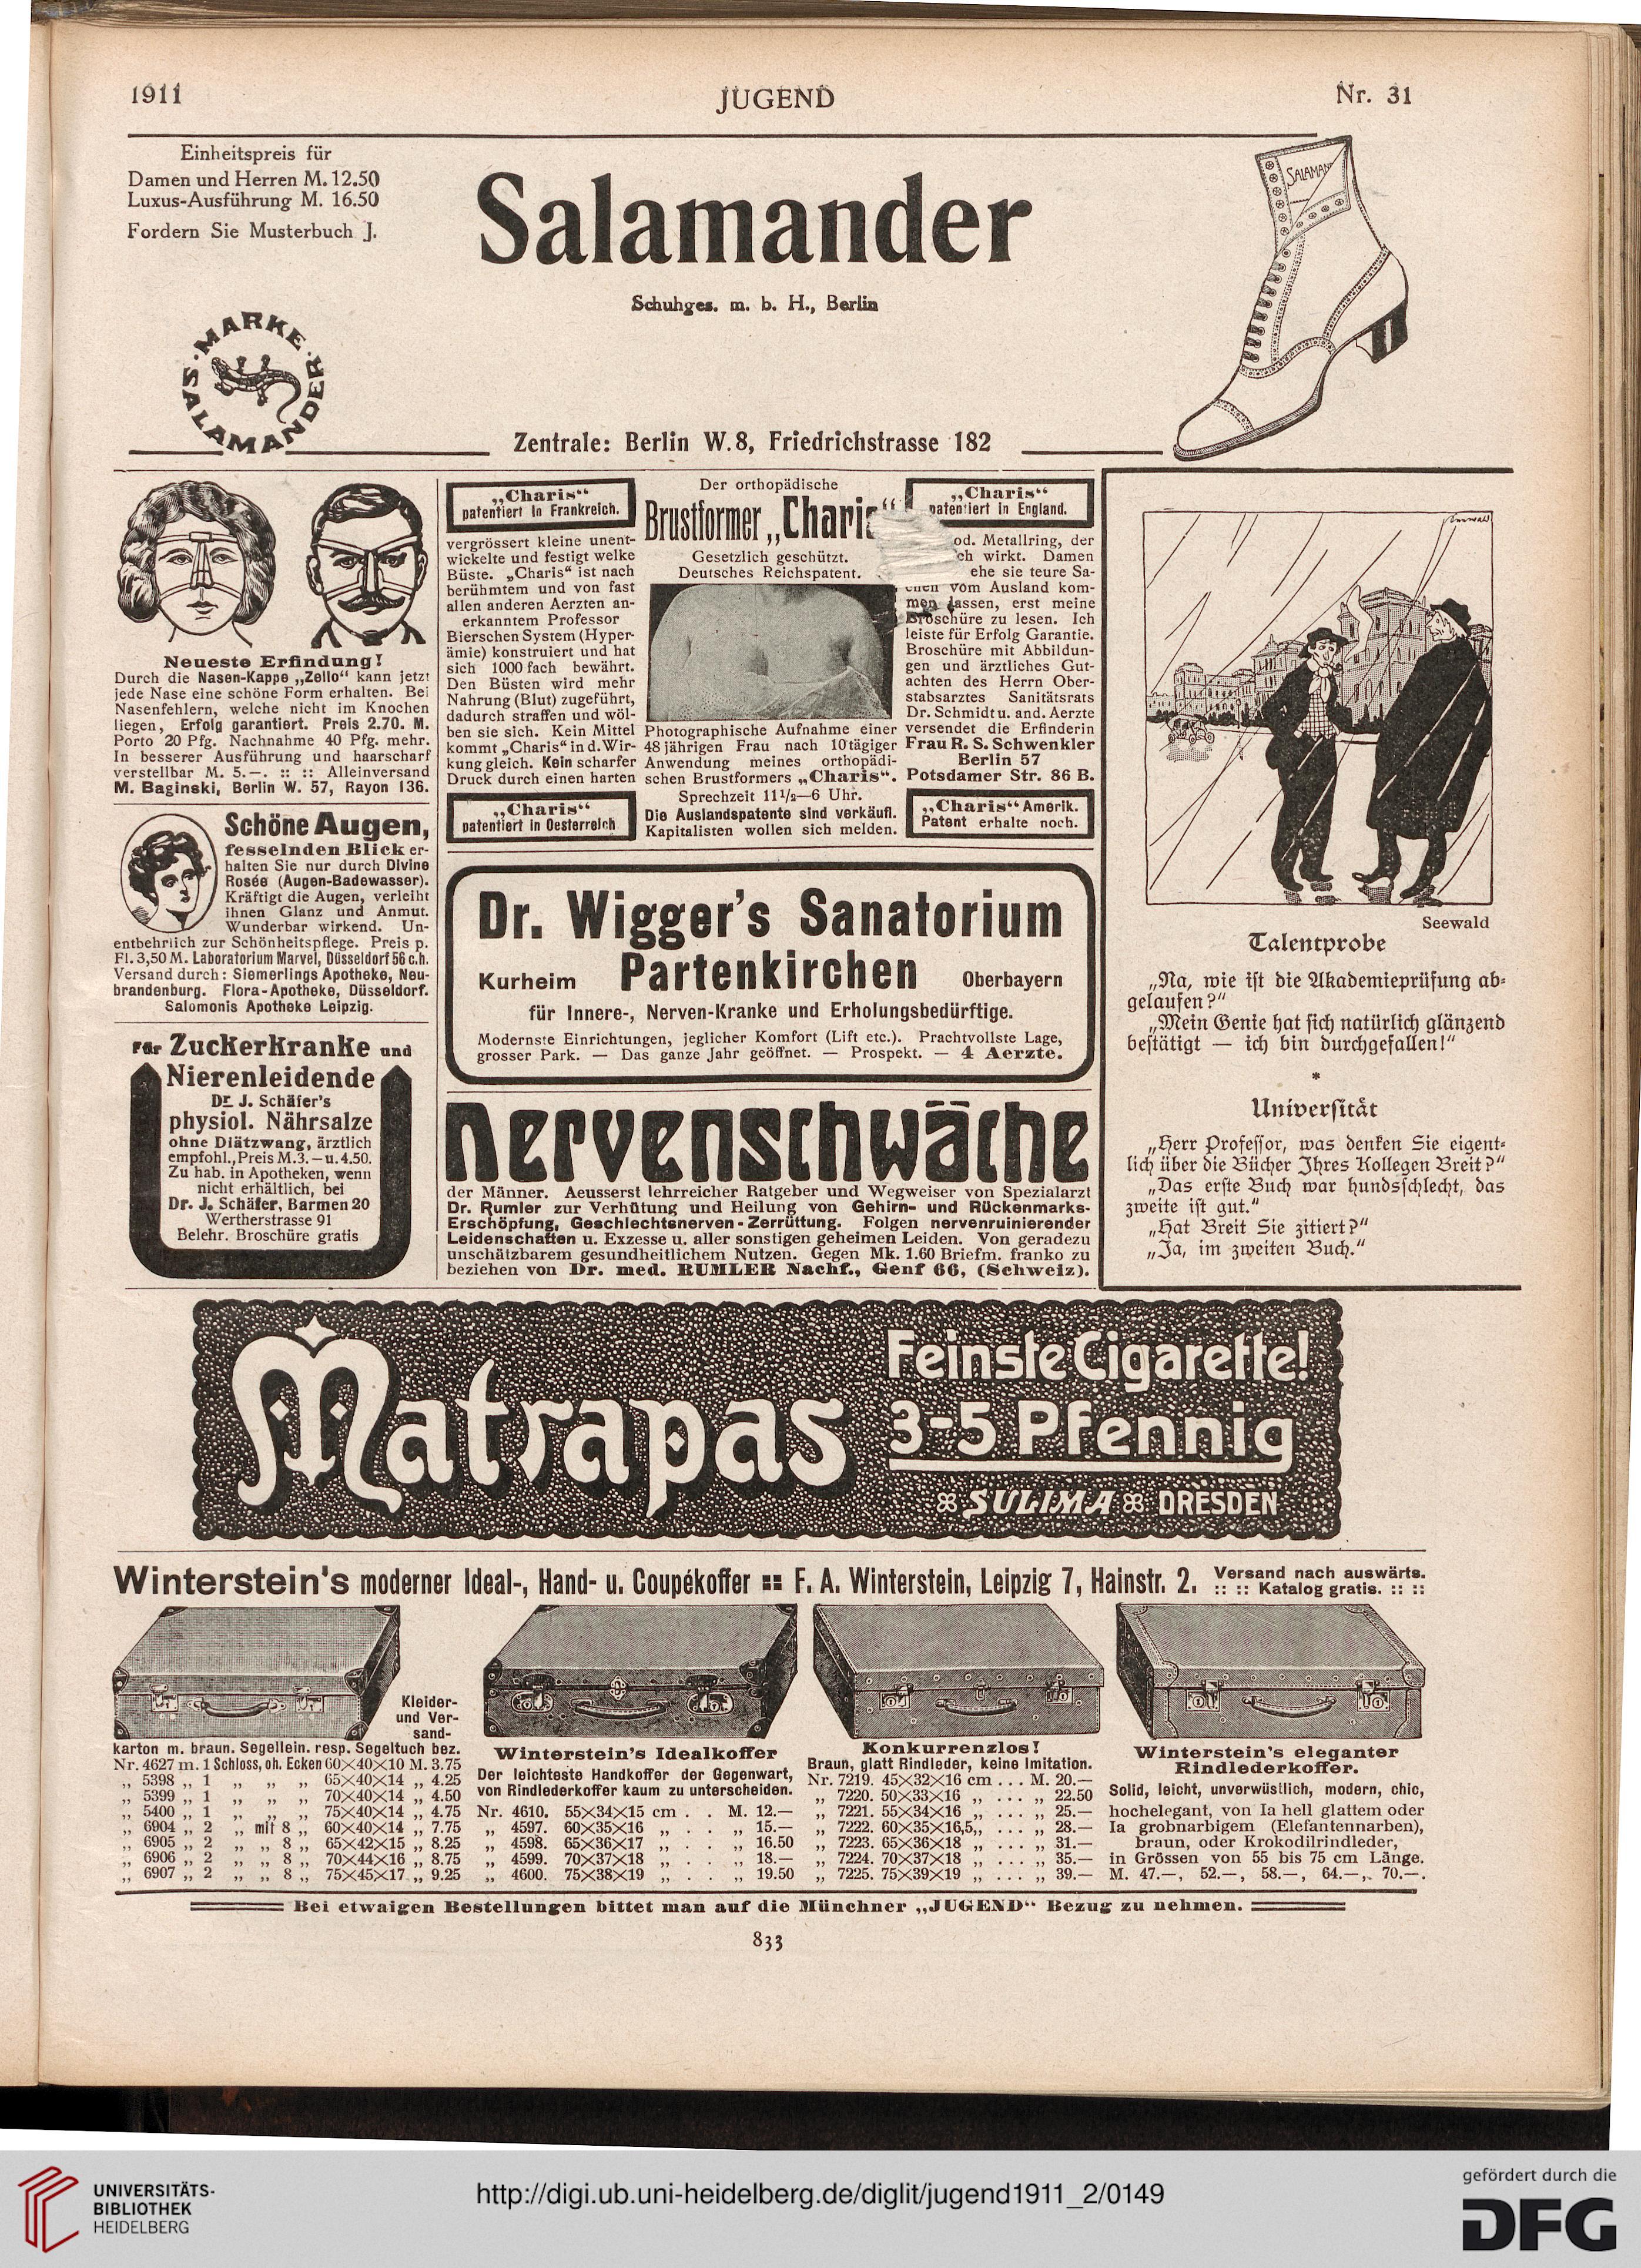 1911
JUGEND
Nr. 31
Einheitspreis für
Damen und Herren M. 12.50
Luxus-Ausführung M. 16.50
Fordern Sie Musterbuch J.
Salamander
Schuhges. m. b. H., Berlin
MARKE SALAMANDER
Zentrale: Berlin W. 8, Friedrichstrasse 182
Neueste Erfindung!
Durch die Nasen-Kappe „Zello“ kann jetzt
jede Nase eine schöne Form erhalten. Bei
Nasenfehlern, welche nicht im Knochen
liegen, Erfolg garantiert. Preis 2.70. M.
Porto 20 Pfg. Nachnahme 40 Pfg. mehr.
In besserer Ausführung und haarscharf
verstellbar M. 5.—. :: :: Alleinversand
M. Baginski, Berlin W. 57, Rayon 136.
Schöne Augen,
fesselnden Blick er-
halten Sie nur durch Divine
Rosée (Augen-Badewasser).
Kräftigt die Augen, verleiht
ihnen Glanz und Anmut.
Wunderbar wirkend. Un-
entbehrlich zur Schönheitspflege. Preis p.
Fl. 3,50 M. Laboratorium Marvel, Düsseldorf 56 c.h.
Versand durch: Siemerlings Apotheke, Neu-
brandenburg. Flora-Apotheke, Düsseldorf.
Salomonis Apotheke Leipzig.
Für Zuckerkranke und
Nierenleidende
Dr. J. Schäfer's
physiol. Nährsalze
ohne Diätzwang, ärztlich
empfohl., Preis M. 3.— u. 4.50.
Zu hab. in Apotheken, wenn
nicht erhältlich, bei
Dr. J. Schäfer, Barmen 20
Wertherstrasse 91
Belehr. Broschüre gratis
„Charis“
patentiert in Frankreich.
vergrössert kleine unent-
wickelte und festigt welke
Büste. „Charis“ ist nach
berühmtem und von fast
allen anderen Aerzten an-
erkanntem Professor
Bierschen System (Hyper-
ämie) konstruiert und hat
sich 1000 fach bewährt.
Den Büsten wird mehr
Nahrung (Blut) zugeführt,
dadurch straffen und wöl-
ben sie sich. Kein Mittel
kommt „Charis“ in d. Wir-
kung gleich. Kein scharfer
Druck durch einen harten
„Charis“
patentiert in Oesterreich
Der orthopädische
Brustformer „Charis“
Gesetzlich geschützt.
Deutsches Reichspatent.
Photographische Aufnahme einer
48 jährigen Frau nach 10 tägiger
Anwendung meines orthopädi-
schen Brustformers „Charis“.
Sprechzeit 11½—6 Uhr.
Die Auslandspatente sind verkäufl.
Kapitalisten wollen sich melden.
„Charis“
patentiert in England.
od. Metallring, der
wirkt. Damen
ehe sie teure Sa-
vom Ausland kom-
men lassen, erst meine
Broschüre zu lesen. Ich
leiste für Erfolg Garantie.
Broschüre mit Abbildun-
gen und ärztliches Gut-
achten des Herrn Ober-
stabsarztes Sanitätsrats
Dr. Schmidt u. and. Aerzte
versendet die Erfinderin
Frau R. S. Schwenkler
Berlin 57
Potsdamer Str. 86 B.
„Charis“ Amerik.
Patent erhalte noch.
Dr. Wigger's Sanatorium
Kurheim Partenkirchen Oberbayern
für Innere-, Nerven-Kranke und Erholungsbedürftige.
Modernste Einrichtungen, jeglicher Komfort (Lift etc.). Prachtvollste Lage,
grosser Park. — Das ganze Jahr geöffnet. — Prospekt. — 4 Aerzte.
Nervenschwäche
der Männer. Aeusserst lehrreicher Ratgeber und Wegweiser von Spezialarzt
Dr. Rumler zur Verhütung und Heilung von Gehirn- und Rückenmarks-
Erschöpfung, Geschlechtsnerven-Zerrüttung. Folgen nervenruinierender
Leidenschaften u. Exzesse u. aller sonstigen geheimen Leiden. Von geradezu
unschätzbarem gesundheitlichem Nutzen. Gegen Mk. 1.60 Briefm. franko zu
beziehen von Dr. med. RUMLER Nachf., Genf 66, (Schweiz).
Seewald
Talentprobe
„Na, wie ist die Akademieprüfung ab-
gelaufen?“
„Mein Genie hat sich natürlich glänzend
bestätigt — ich bin durchgefallen!“
*
Universität
„Herr Professor, was denken Sie eigent-
lich über die Bücher Ihres Kollegen Breit?“
„Das erste Buch war hundsschlecht, das
zweite ist gut.“
„Hat Breit Sie zitiert?“
„Ja, im zweiten Buch.“
Matrapas
Feinste Cigarette!
3-5 Pfennig
SULIMA DRESDEN
Winterstein's moderner Ideal-, Hand- u. Coupékoffer :: F. A. Winterstein, Leipzig 7, Hainstr. 2.
Versand nach auswärts.
:: :: Katalog gratis. :: ::
Kleider-
und Ver-
sand-
karton m. braun. Segellein. resp. Segeltuch bez.
Nr. 4627 m. 1 Schloss, oh. Ecken 60×40×10 M. 3.75
„ 5398 „ 1 „ „ „ 65×40×14 „ 4.25
„ 5399 „ 1 „ „ „ 70×40×14 „ 4.50
„ 5400 „ 1 „ „ „ 75×40×14 „ 4.75
„ 6904 „ 2 „ mit 8 „ 60×40×14 „ 7.75
„ 6905 „ 2 „ „ 8 „ 65×42×15 „ 8.25
„ 6906 „ 2 „ „ 8 „ 70×44×16 „ 8.75
„ 6907 „ 2 „ „ 8 „ 75×45×17 „ 9.25
Winterstein's Idealkoffer
Der leichteste Handkoffer der Gegenwart,
von Rindlederkoffer kaum zu unterscheiden.
Nr. 4610. 55×34×15 cm . . M. 12.—
„ 4597. 60×35×16 „ . . „ 15.—
„ 4598. 65×36×17 „ . . „ 16.50
„ 4599. 70×37×18 „ . . „ 18.—
„ 4600. 75×38×19 „ . . „ 19.50
Konkurrenzlos!
Braun, glatt Rindleder, keine Imitation.
Nr. 7219. 45×32×16 cm . . . M. 20.—
„ 7220. 50×33×16 „ . . . „ 22.50
„ 7221. 55×34×16 „ . . . „ 25.—
„ 7222. 60×35×16,5 „ . . . „ 28.—
„ 7223. 65×36×18 „ . . . „ 31.—
„ 7224. 70×37×18 „ . . . „ 35.—
„ 7225. 75×39×19 „ . . . „ 39.—
Winterstein's eleganter
Rindlederkoffer.
Solid, leicht, unverwüstlich, modern, chic,
hochelegant, von Ia hell glattem oder
Ia grobnarbigem (Elefantennarben),
braun, oder Krokodilrindleder,
in Grössen von 55 bis 75 cm Länge.
M. 47.—, 52.—, 58.—, 64.—, 70.—.
Bei etwaigen Bestellungen bittet man auf die Münchner „JUGEND“ Bezug zu nehmen.
833
UNIVERSITÄTS-
BIBLIOTHEK
HEIDELBERG
http://digi.ub.uni-heidelberg.de/diglit/jugend1911_2/0149
gefördert durch die
DFG